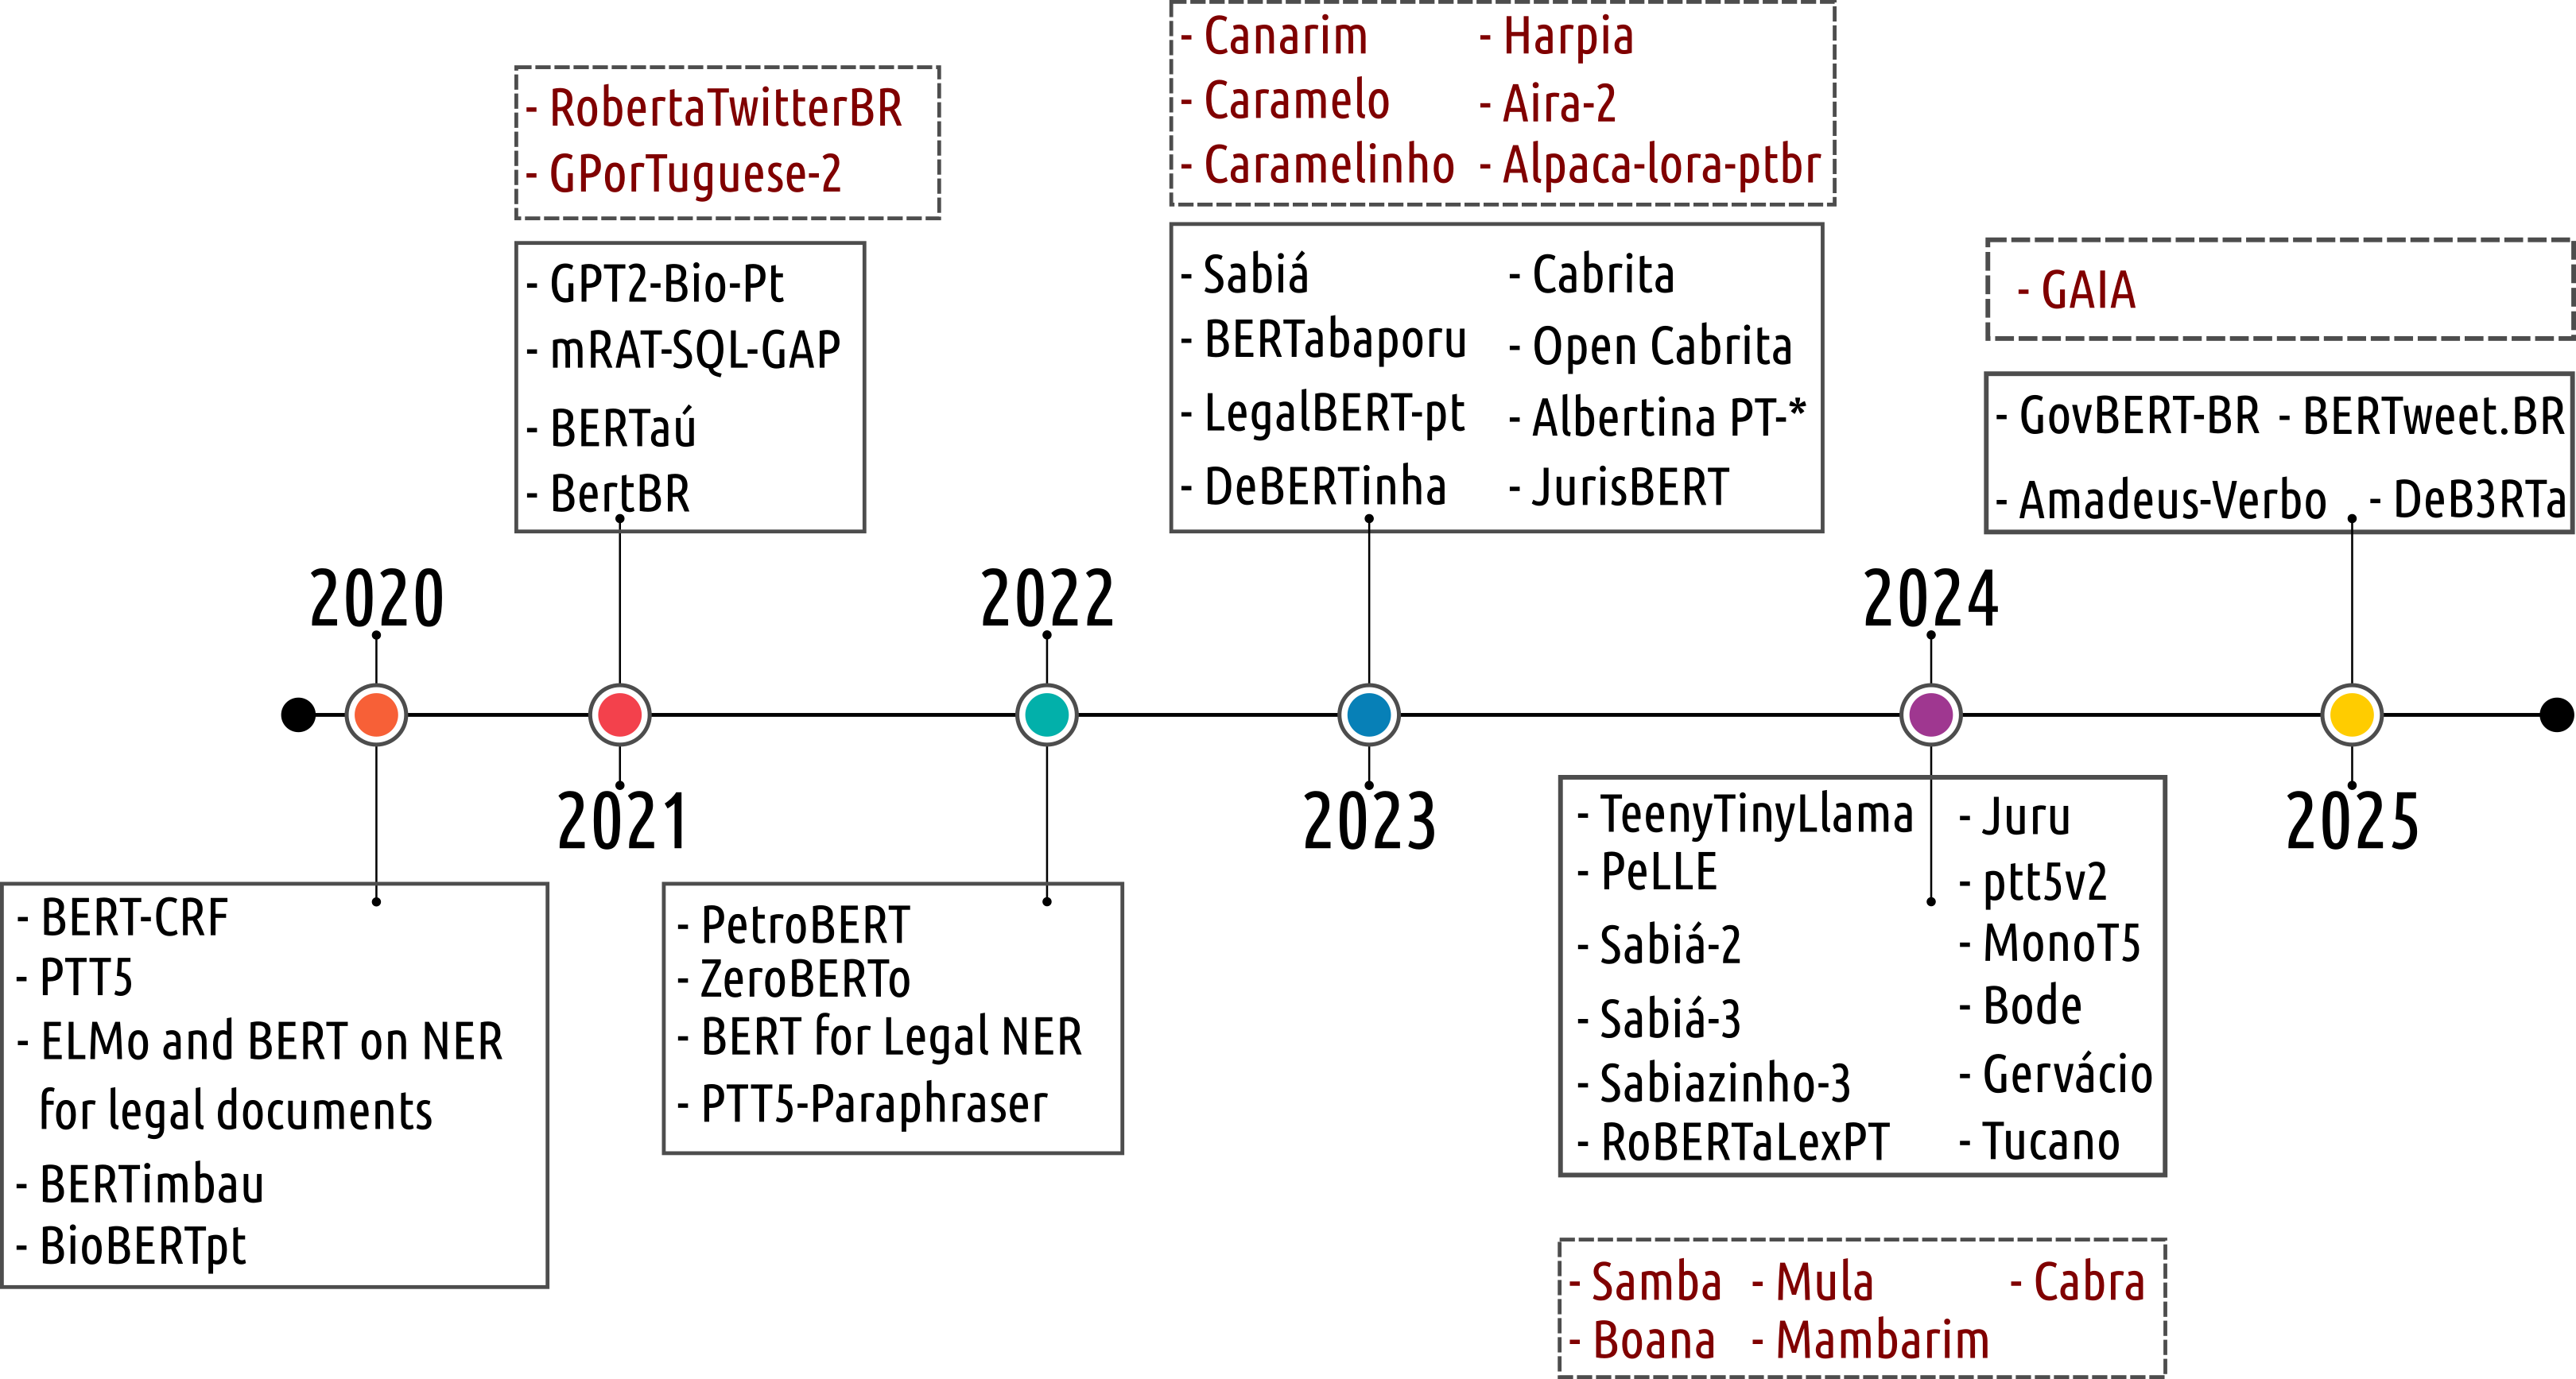 - RobertaTwitterBR
- GPorTuguese-2
- GPT2-Bio-Pt
- mRAT-SQL-GAP
- BERTaú
- BertBR
- Canarim
- Caramelo
- Caramelinho
- Harpia
- Aira-2
- Alpaca-lora-ptbr
- Sabiá
- BERTabaporu
- LegalBERT-pt
- DeBERTinha
- Cabrita
- Open Cabrita
- Albertina PT-*
- JurisBERT
- GAIA
- GovBERT-BR - BERTweet.BR
- Amadeus-Verbo - DeB3RTa
2020
2022
2024
2021
2023
2025
- BERT-CRF
- PTT5
- ELMo and BERT on NER
for legal documents
- BERTimbau
- BioBERTpt
- PetroBERT
- ZeroBERTo
- BERT for Legal NER
- PTT5-Paraphraser
- TeenyTinyLlama
- PeLLE
- Sabiá-2
- Sabiá-3
- Sabiazinho-3
- RoBERTaLexPT
- Juru
- ptt5v2
- MonoT5
- Bode
- Gervácio
- Tucano
- Samba - Mula - Cabra
- Boana - Mambarim